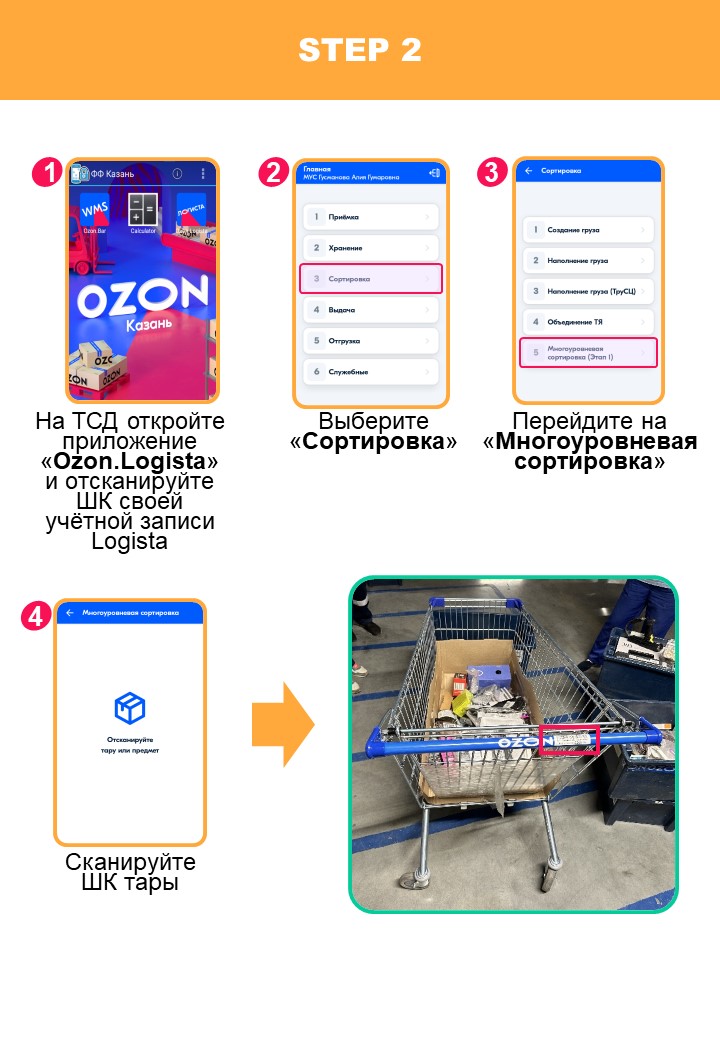 STEP 2
1
ФФ Казань
WMS
ЛОГИСТА
Ozon.Bar
Calculator
OZON
Казань
На ТСД откройте
приложение
«Ozon.Logista»
и отсканируйте
ШК своей
учётной записи
Logista
2
Главная
МУС Гусманова Алия Гумаровна
1 Приёмка
2 Хранение
3 Сортировка
4 Выдача
5 Отгрузка
6 Служебные
Выберите
«Сортировка»
3
Сортировка
1 Создание груза
2 Наполнение груза
3 Наполнение груза (ТруСЦ)
4 Объединение ТЯ
5 Многоуровневая
сортировка (Этап 1)
Перейдите на
«Многоуровневая
сортировка»
4
Многоуровневая сортировка
Отсканируйте
тару или предмет
Сканируйте
ШК тары
OZON